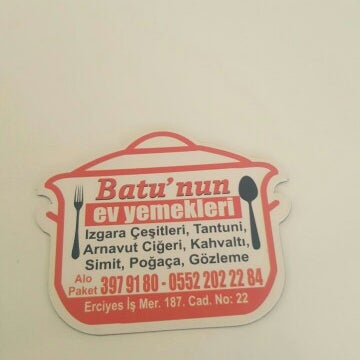 Batu'nun
ev yemekleri
Izgara Çeşitleri, Tantuni,
Arnavut Ciğeri, Kahvaltı,
Simit, Poğaça, Gözleme
Alo Paket 397 91 80 - 0552 202 22 84
Erciyes İş Mer. 187. Cad. No: 22